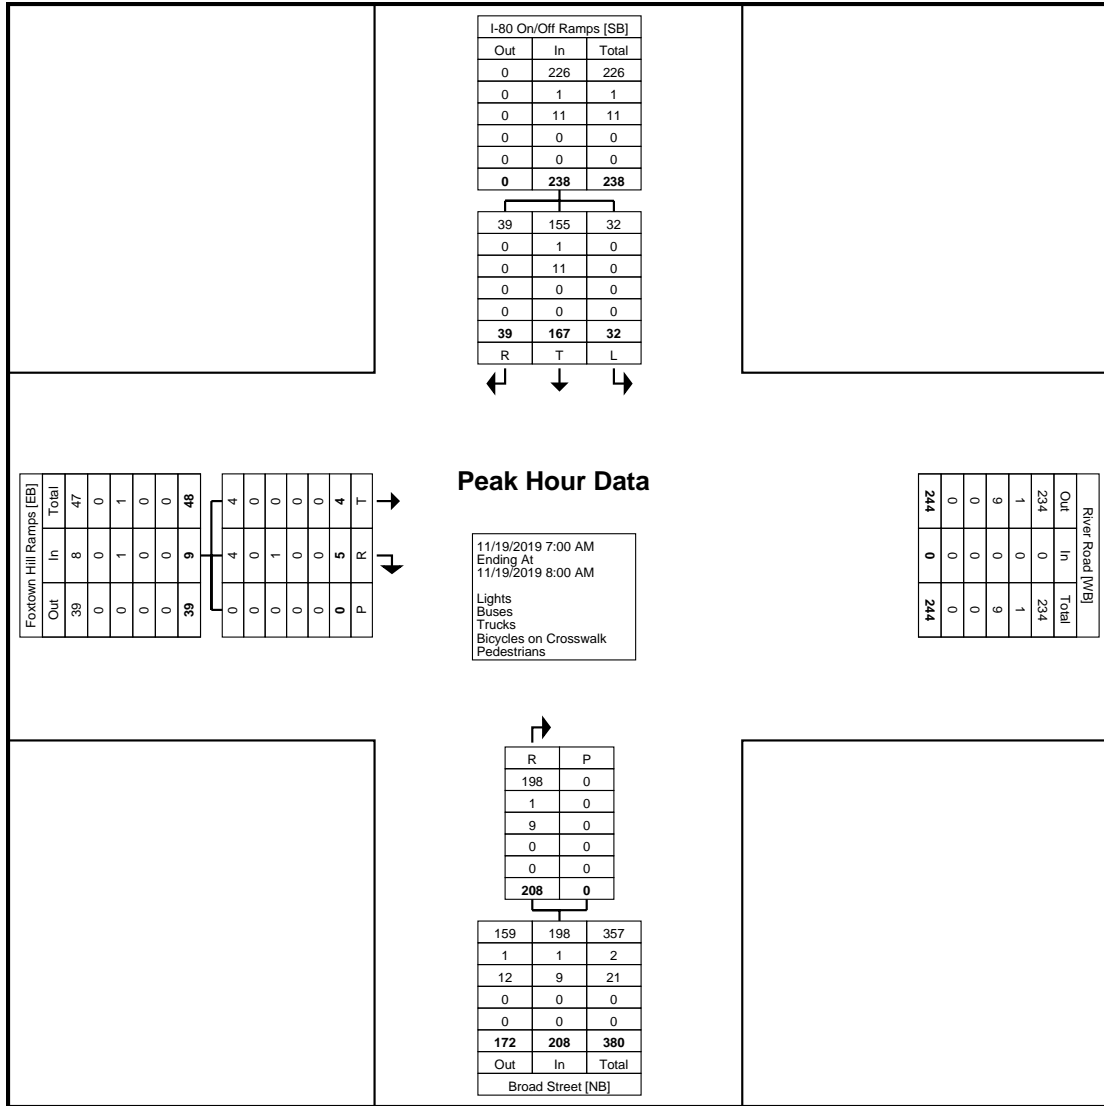 I-80 On/Off Ramps [SB]
Out In Total
0 226 226
0 1 1
0 11 11
0 0 0
0 0 0
0 238 238
39 155 32
0 1 0
0 11 0
0 0 0
0 0 0
39 167 32
R T L
Foxtown Hill Ramps [EB]
Total 47 0 1 0 0 48
In 8 0 1 0 0 9
Out 39 0 0 0 0 39
4 0 0 0 0 4 T
4 0 1 0 0 5 R
0 0 0 0 0 0 P
Peak Hour Data
11/19/2019 7:00 AM
Ending At
11/19/2019 8:00 AM
Lights
Buses
Trucks
Bicycles on Crosswalk
Pedestrians
River Road [WB]
Out In Total
234 0 234
1 0 1
9 0 9
0 0 0
0 0 0
244 0 244
R P
198 0
1 0
9 0
0 0
0 0
208 0
159 198 357
1 1 2
12 9 21
0 0 0
0 0 0
172 208 380
Out In Total
Broad Street [NB]